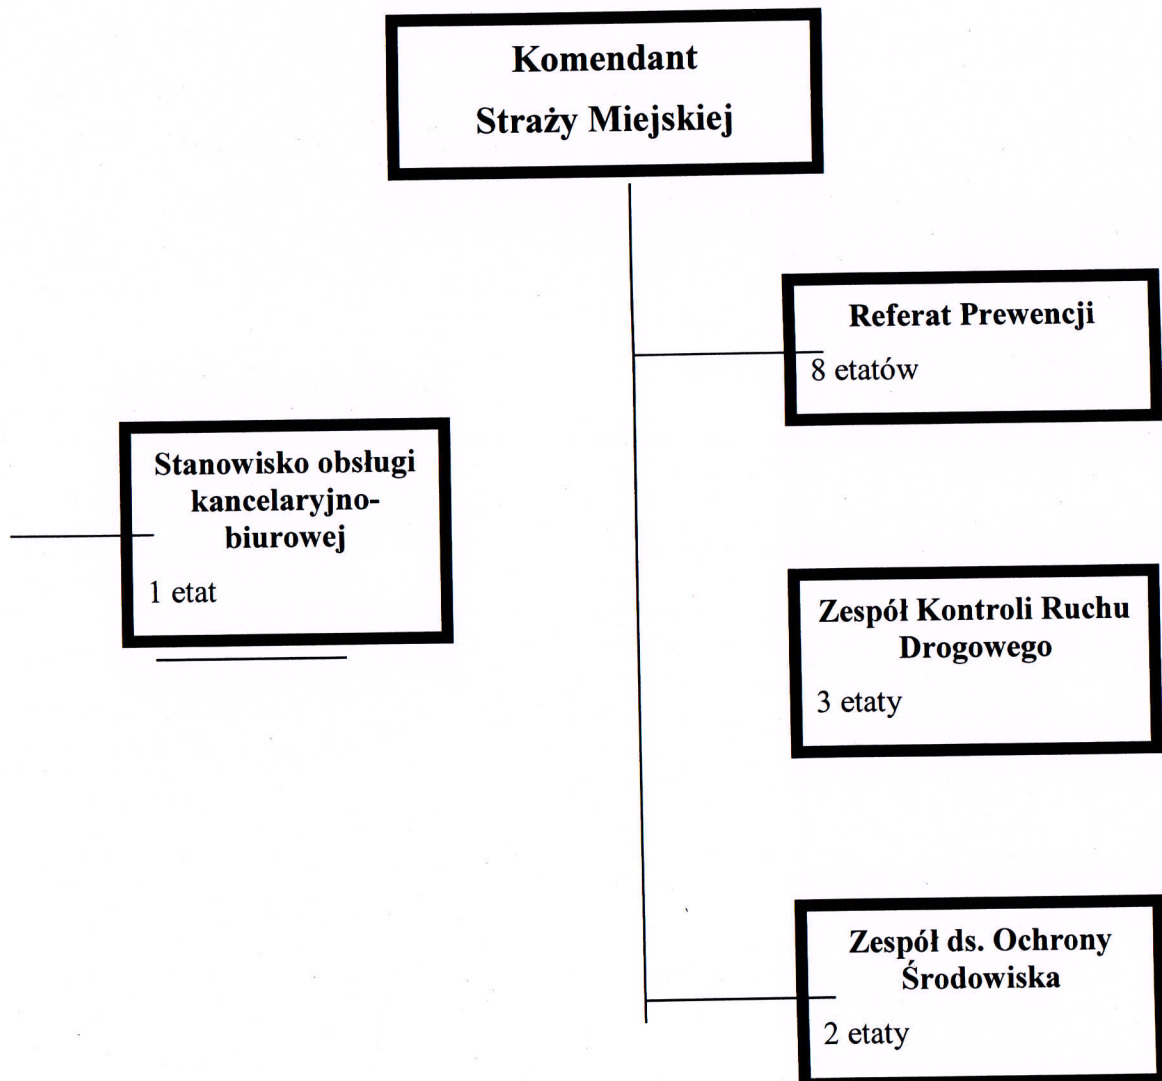 Komendant
Straży Miejskiej
Referat Prewencji
8 etatów
Stanowisko obsługi
kancelaryjno-
biurowej
1 etat
Zespół Kontroli Ruchu
Drogowego
3 etaty
Zespół ds. Ochrony
Środowiska
2 etaty